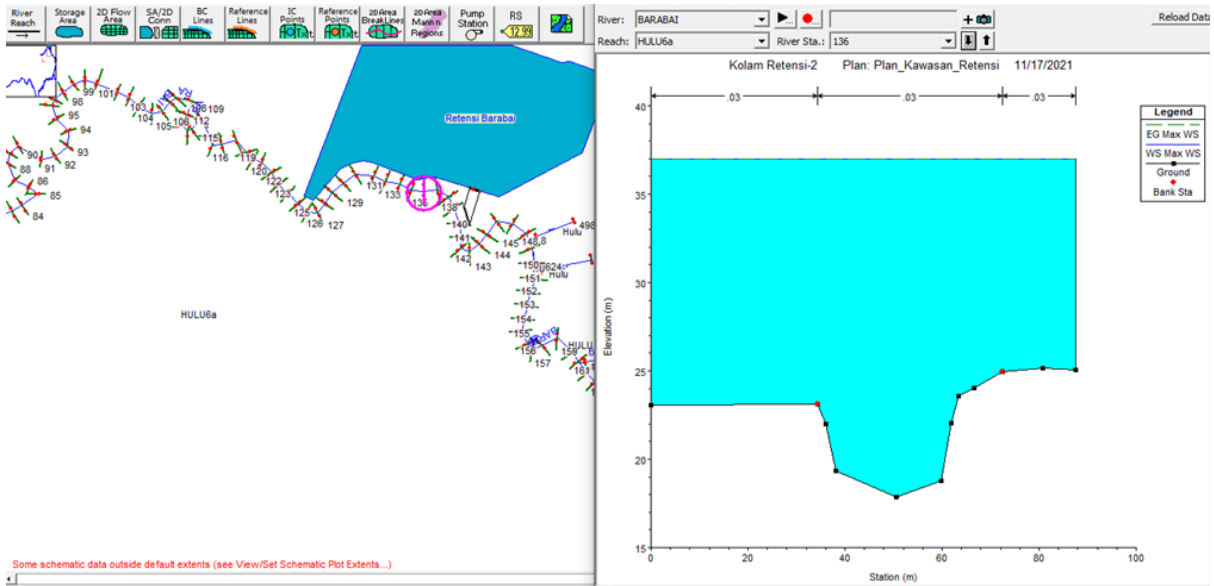 River Reach
Storage Area
2D Flow Area
SA/2D Conn
BC Lines
Reference Lines
IC Points
Reference Points
2D Area BreakLines
2D Area Mann n Regions
Pump Station
RS
12.99
River: BARABAI
Reload Data
Reach: HULU6a
River Sta.: 136
Kolam Retensi-2 Plan: Plan_Kawasan_Retensi 11/17/2021
.03 .03 .03
Legend
EG Max WS
WS Max WS
Ground
Bank Sta
Elevation (m)
40
35
30
25
20
15
0 20 40 60 80 100
Station (m)
Retensi Barabai
99
98
101
103
95
104
109
94
105
106
112
93
115
90
92
116
91
88
119
86
120
85
122
84
123
125
126
127
129
131
133
136
138
140
141
142
143
144
145
148.8
Hulu
498
150
624
151
Hulu
152
153
154
155
156
157
159
HULU
161
HULU6a
Some schematic data outside default extents (see View/Set Schematic Plot Extents...)